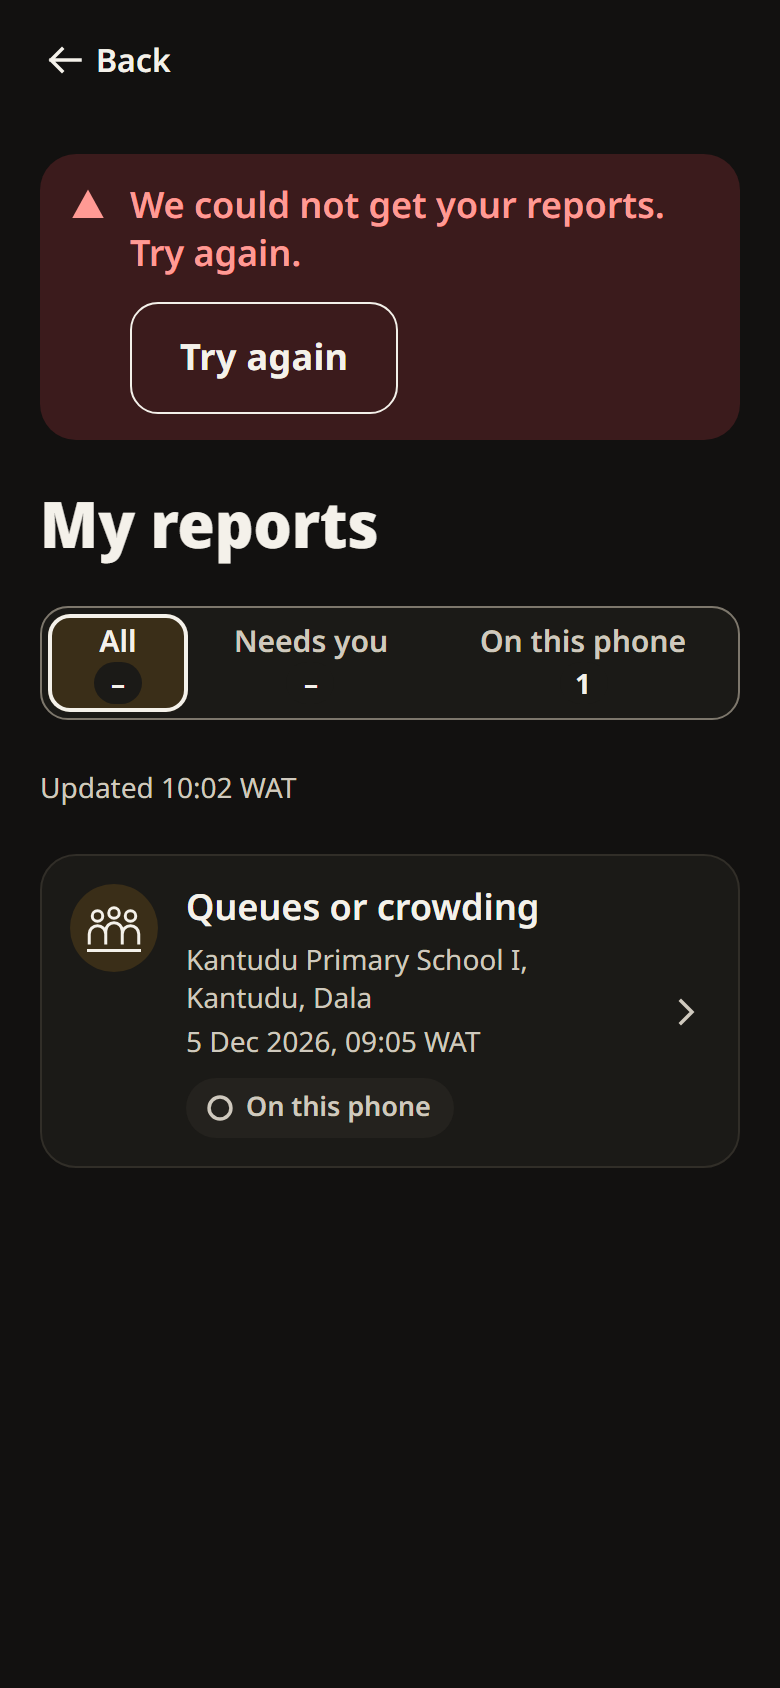 Back
We could not get your reports.
Try again.
Try again
My reports
All
–
Needs you
–
On this phone
1
Updated 10:02 WAT
Queues or crowding
Kantudu Primary School I,
Kantudu, Dala
5 Dec 2026, 09:05 WAT
On this phone